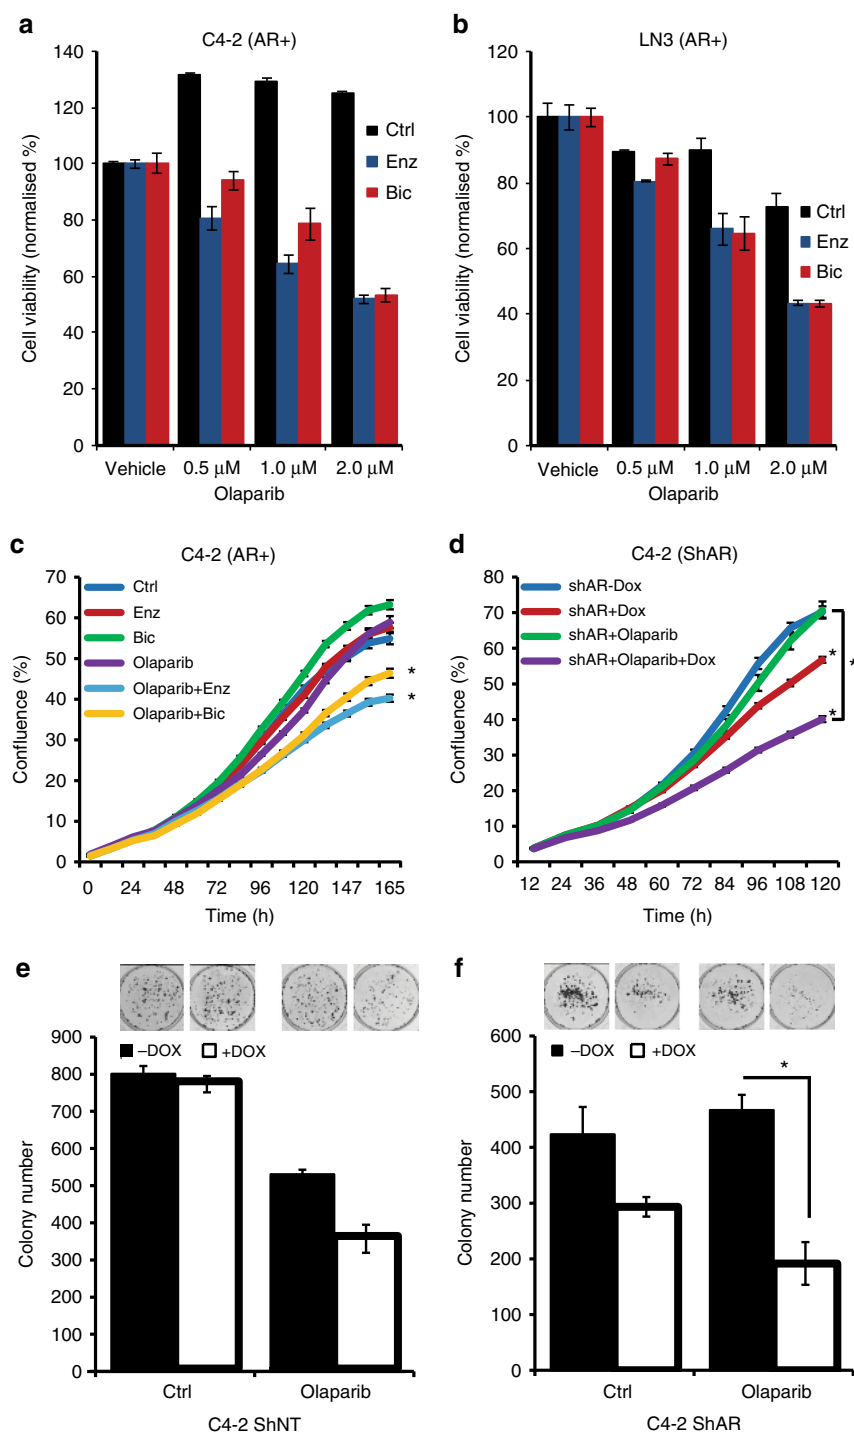 a
C4-2 (AR+)
Cell viability (normalised %)
140
120
100
80
60
40
20
0
Ctrl
Enz
Bic
Vehicle 0.5 μM 1.0 μM 2.0 μM
Olaparib
b
LN3 (AR+)
Cell viability (normalised %)
120
100
80
60
40
20
0
Ctrl
Enz
Bic
Vehicle 0.5 μM 1.0 μM 2.0 μM
Olaparib
c
C4-2 (AR+)
Confluence (%)
70
60
50
40
30
20
10
0
Ctrl
Enz
Bic
Olaparib
Olaparib+Enz
Olaparib+Bic
*
*
0 24 48 72 96 120 147 165
Time (h)
d
C4-2 (ShAR)
Confluence (%)
80
70
60
50
40
30
20
10
0
shAR-Dox
shAR+Dox
shAR+Olaparib
shAR+Olaparib+Dox
*
*
*
12 24 36 48 60 72 84 96 108 120
Time (h)
e
Colony number
900
800
700
600
500
400
300
200
100
0
–DOX +DOX
Ctrl Olaparib
C4-2 ShNT
f
Colony number
600
500
400
300
200
100
0
–DOX +DOX
*
Ctrl Olaparib
C4-2 ShAR